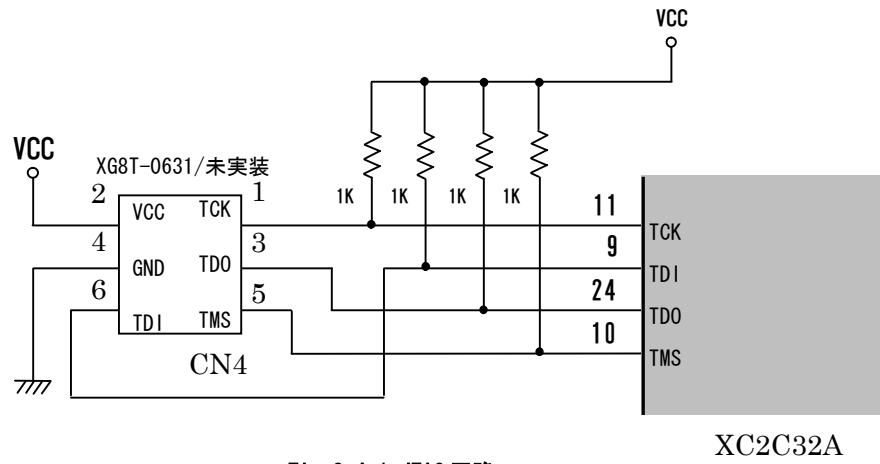 VCC
VCC
XG8T-0631/未実装
2
1
VCC
TCK
4
3
GND
TDO
6
5
TDI
TMS
CN4
1K
1K
1K
1K
11
TCK
9
TDI
24
TDO
10
TMS
XC2C32A